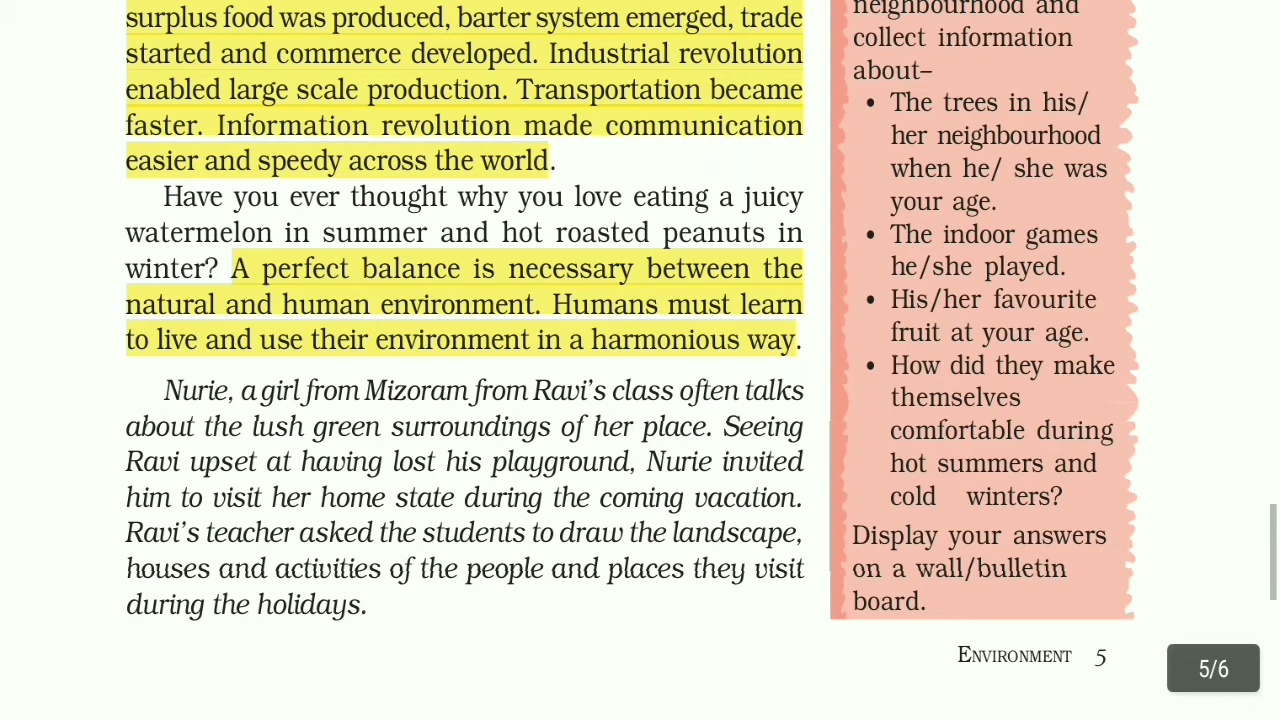 surplus food was produced, barter system emerged, trade
started and commerce developed. Industrial revolution
enabled large scale production. Transportation became
faster. Information revolution made communication
easier and speedy across the world.
Have you ever thought why you love eating a juicy
watermelon in summer and hot roasted peanuts in
winter? A perfect balance is necessary between the
natural and human environment. Humans must learn
to live and use their environment in a harmonious way.
Nurie, a girl from Mizoram from Ravi's class often talks
about the lush green surroundings of her place. Seeing
Ravi upset at having lost his playground, Nurie invited
him to visit her home state during the coming vacation.
Ravi's teacher asked the students to draw the landscape,
houses and activities of the people and places they visit
during the holidays.
neighbourhood and
collect information
about–
• The trees in his/
her neighbourhood
when he/ she was
your age.
• The indoor games
he/she played.
• His/her favourite
fruit at your age.
• How did they make
themselves
comfortable during
hot summers and
cold winters?
Display your answers
on a wall/bulletin
board.
Environment 5
5/6